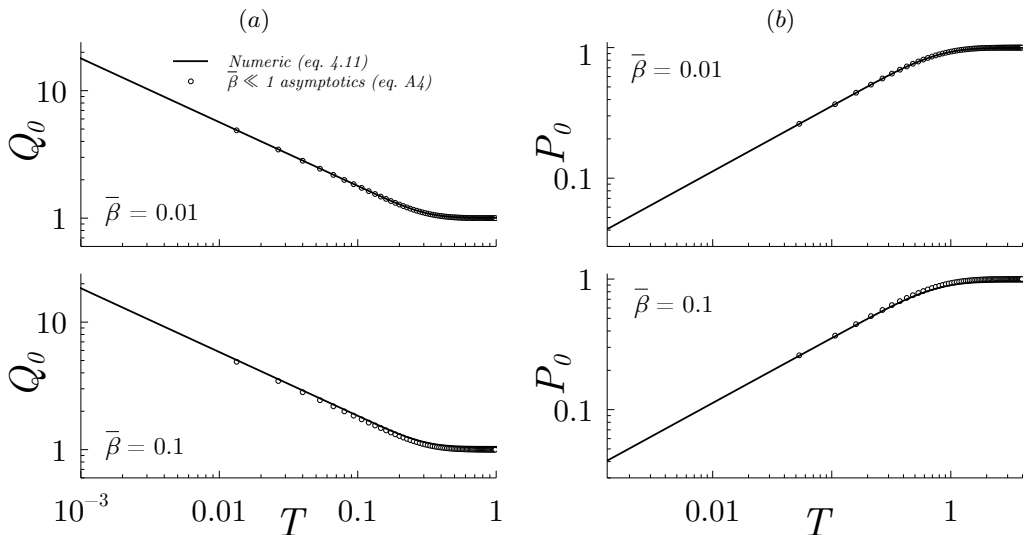 (a)
Numeric (eq. 4.11)
β̅ ≪ 1 asymptotics (eq. A4)
10
1
Q₀
β̅ = 0.01
(b)
1
0.1
P₀
β̅ = 0.01
10
1
Q₀
β̅ = 0.1
10⁻³ 0.01 0.1 1
T
1
0.1
P₀
β̅ = 0.1
0.01 1
T